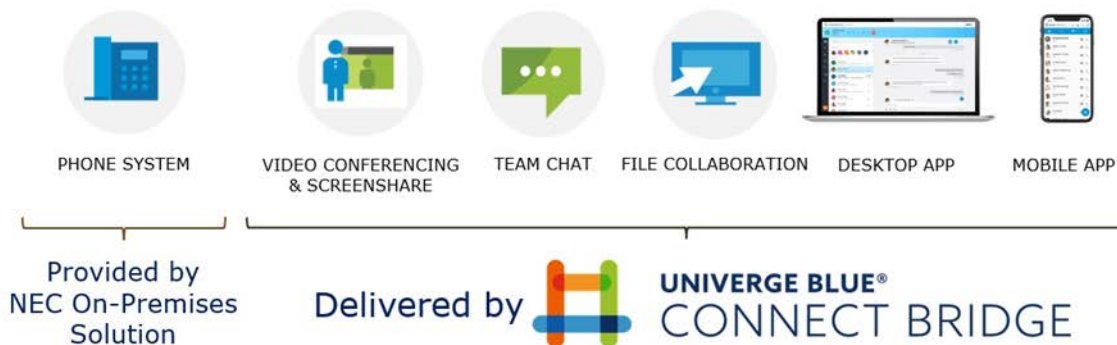 PHONE SYSTEM
VIDEO CONFERENCING
& SCREENSHARE
TEAM CHAT
FILE COLLABORATION
DESKTOP APP
MOBILE APP
Provided by
NEC On-Premises
Solution
Delivered by
UNIVERGE BLUE®
CONNECT BRIDGE